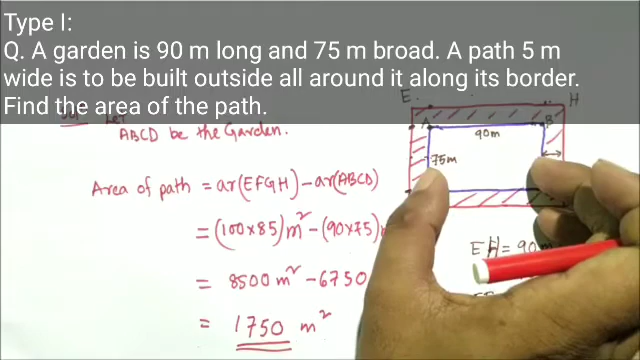 Type I:
Q. A garden is 90 m long and 75 m broad. A path 5 m
wide is to be built outside all around it along its border.
Find the area of the path.
E H
A B
90m
75m
ABCD be the Garden.
Area of path = ar(EFGH) - ar(ABCD)
= (100×85) m² - (90×75)
= 8500 m² - 6750
= 1750 m²
EH = 90m